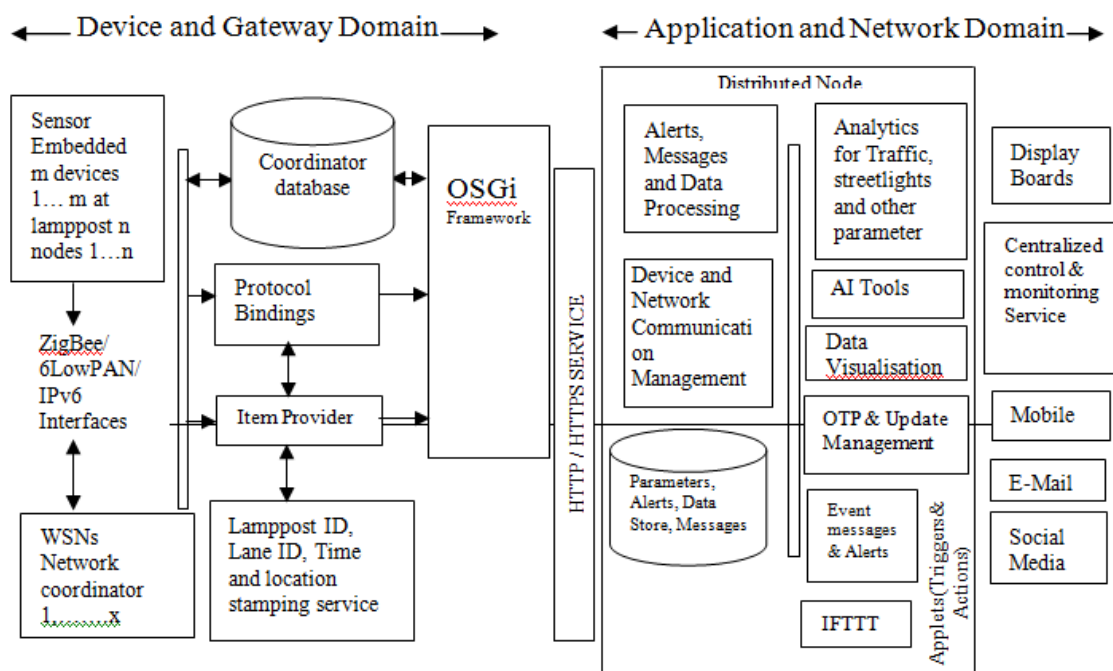 Device and Gateway Domain
Application and Network Domain
Sensor
Embedded
m devices
1... m at
lamppost n
nodes 1...n
ZigBee/
6LowPAN/
IPv6
Interfaces
WSNs
Network
coordinator
1........x
Coordinator
database
Protocol
Bindings
Item Provider
Lamppost ID,
Lane ID, Time
and location
stamping service
OSGi
Framework
HTTP / HTTPS SERVICE
Distributed Node
Alerts,
Messages
and Data
Processing
Device and
Network
Communicati
on
Management
Parameters,
Alerts, Data
Store, Messages
Analytics
for Traffic,
streetlights
and other
parameter
AI Tools
Data
Visualisation
OTP & Update
Management
Event
messages
& Alerts
IFTTT
Applets(Triggers&
Actions)
Display
Boards
Centralized
control &
monitoring
Service
Mobile
E-Mail
Social
Media